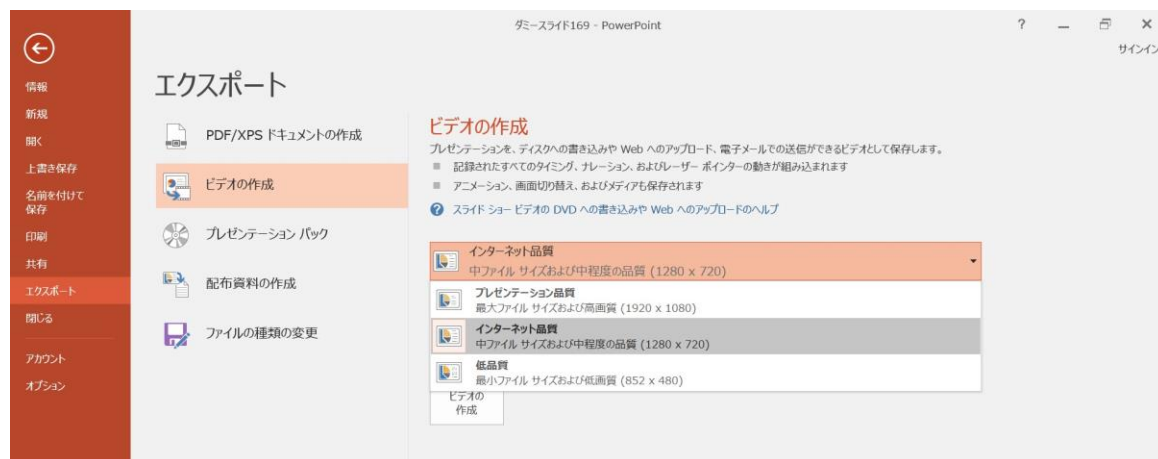 ダミースライド169 - PowerPoint
?
サインイン
情報
新規
開く
上書き保存
名前を付けて
保存
印刷
共有
エクスポート
閉じる
アカウント
オプション
エクスポート
PDF/XPS ドキュメントの作成
ビデオの作成
プレゼンテーション パック
配布資料の作成
ファイルの種類の変更
ビデオの作成
プレゼンテーションを、ディスクへの書き込みや Web へのアップロード、電子メールでの送信ができるビデオとして保存します。
記録されたすべてのタイミング、ナレーション、およびレーザー ポインターの動きが組み込まれます
アニメーション、画面切り替え、およびメディアも保存されます
スライド ショー ビデオの DVD への書き込みや Web へのアップロードのヘルプ
インターネット品質
中ファイル サイズおよび中程度の品質 (1280 x 720)
プレゼンテーション品質
最大ファイル サイズおよび高画質 (1920 x 1080)
インターネット品質
中ファイル サイズおよび中程度の品質 (1280 x 720)
低品質
最小ファイル サイズおよび低画質 (852 x 480)
ビデオの
作成